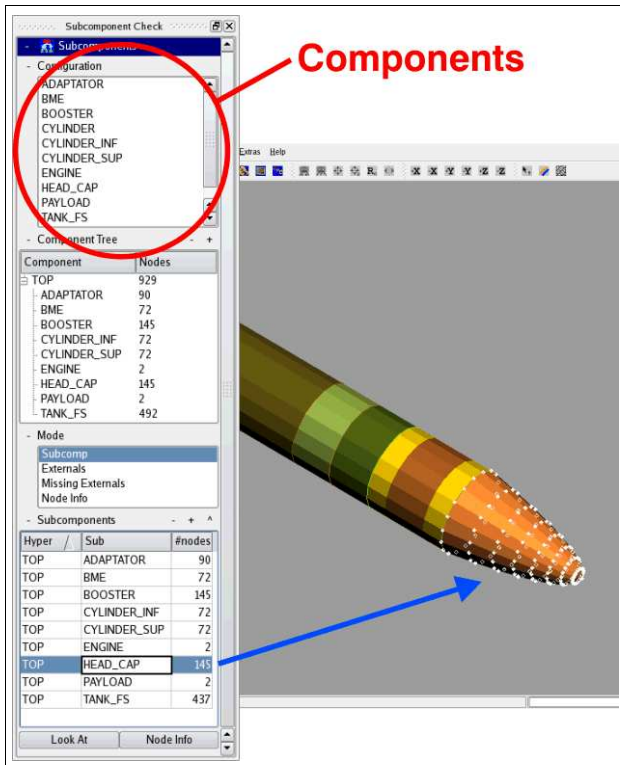 Subcomponent Check
- Subcomponents
- Configuration
ADAPTATOR
BME
BOOSTER
CYLINDER
CYLINDER_INF
CYLINDER_SUP
ENGINE
HEAD_CAP
PAYLOAD
TANK_FS
Components
- Component Tree - +
Component Nodes
TOP 929
ADAPTATOR 90
BME 72
BOOSTER 145
CYLINDER_INF 72
CYLINDER_SUP 72
ENGINE 2
HEAD_CAP 145
PAYLOAD 2
TANK_FS 492
- Mode
Subcomp
Externals
Missing Externals
Node Info
- Subcomponents - + ^
Hyper Sub #nodes
TOP ADAPTATOR 90
TOP BME 72
TOP BOOSTER 145
TOP CYLINDER_INF 72
TOP CYLINDER_SUP 72
TOP ENGINE 2
TOP HEAD_CAP 145
TOP PAYLOAD 2
TOP TANK_FS 437
Look At Node Info
Extras Help